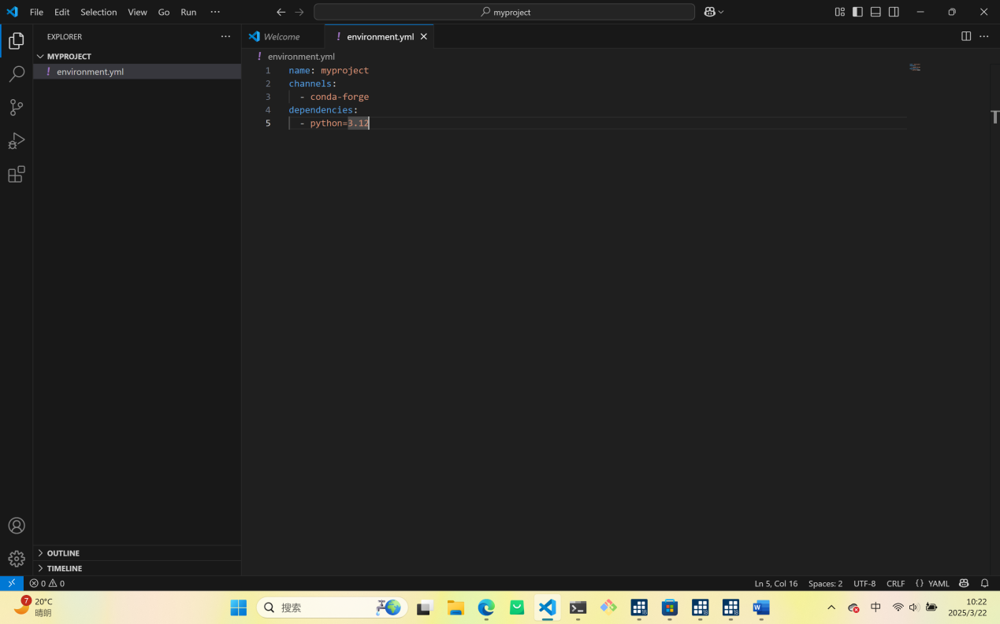 File Edit Selection View Go Run ···
myproject
EXPLORER
MYPROJECT
! environment.yml
OUTLINE
TIMELINE
Welcome
! environment.yml
! environment.yml
1 name: myproject
2 channels:
3   - conda-forge
4 dependencies:
5   - python=3.12
0 0
Ln 5, Col 16 Spaces: 2 UTF-8 CRLF {} YAML
7
20°C
晴朗
搜索
中
10:22
2025/3/22